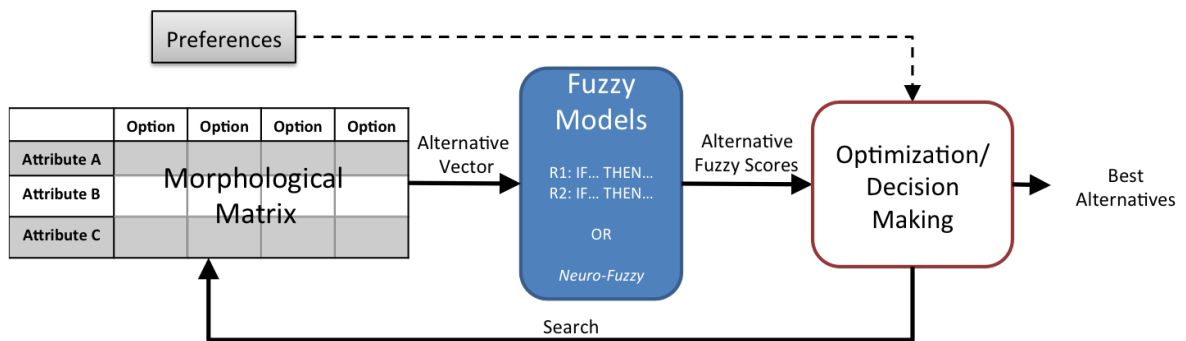 Preferences
Option Option Option Option
Attribute A
Attribute B
Attribute C
Morphological
Matrix
Alternative
Vector
Fuzzy
Models
R1: IF... THEN...
R2: IF... THEN...
OR
Neuro-Fuzzy
Alternative
Fuzzy Scores
Optimization/
Decision
Making
Best
Alternatives
Search